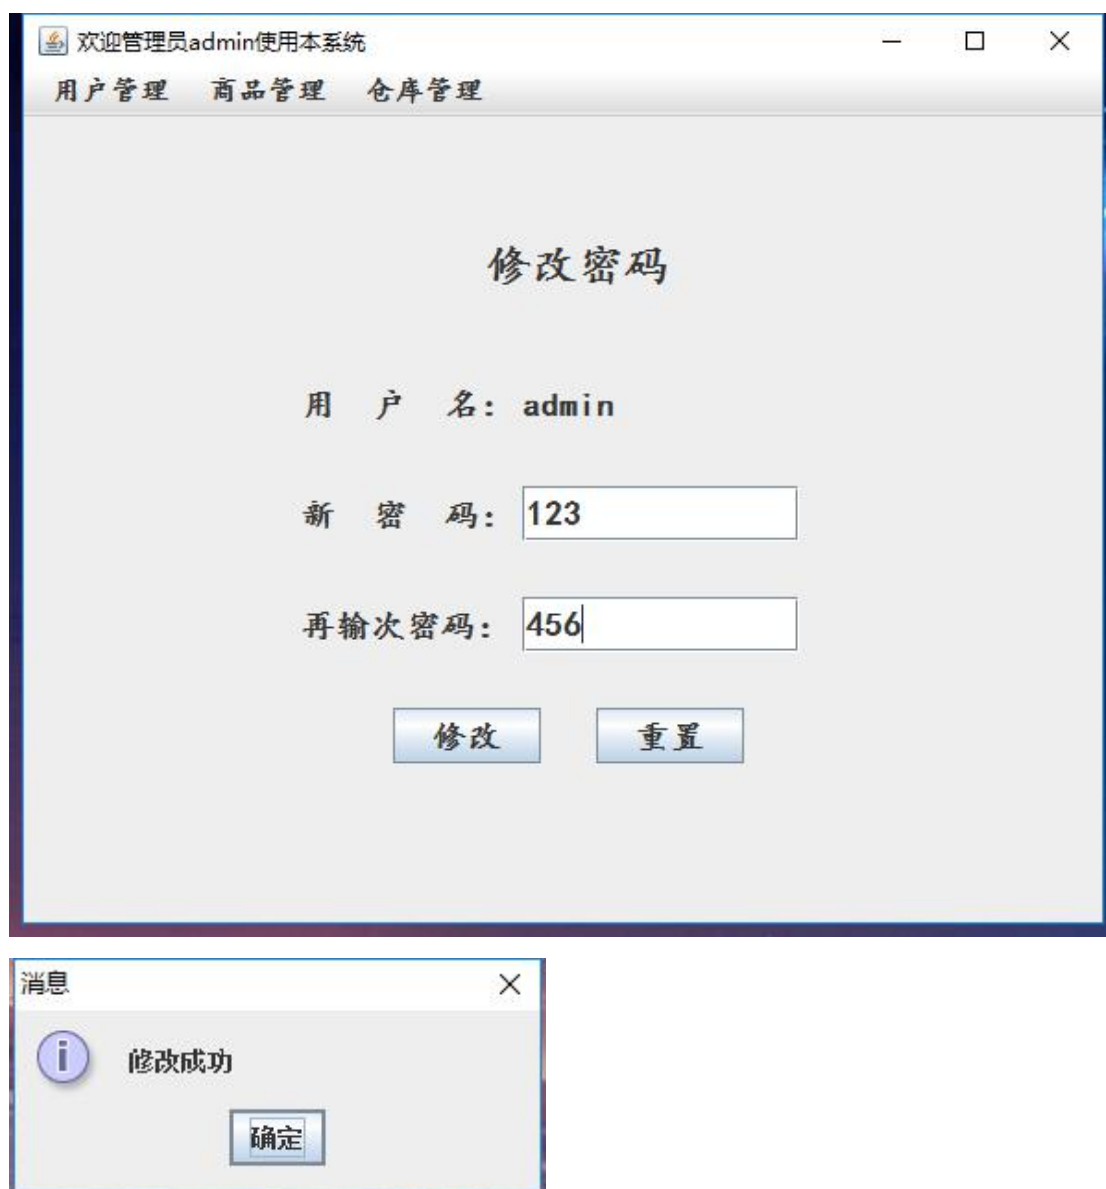 欢迎管理员admin使用本系统
用户管理 商品管理 仓库管理
修改密码
用 户 名: admin
新 密 码: 123
再输次密码: 456
修改 重置
消息
修改成功
确定